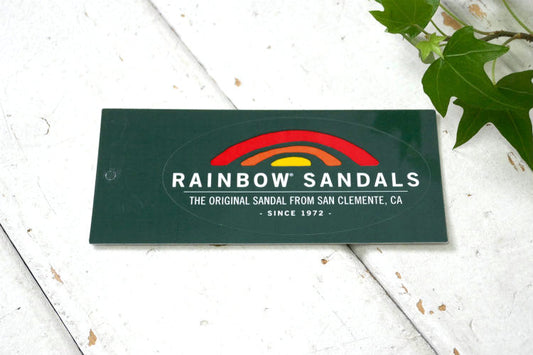 RAINBOW® SANDALS
THE ORIGINAL SANDAL FROM SAN CLEMENTE, CA
- SINCE 1972 -